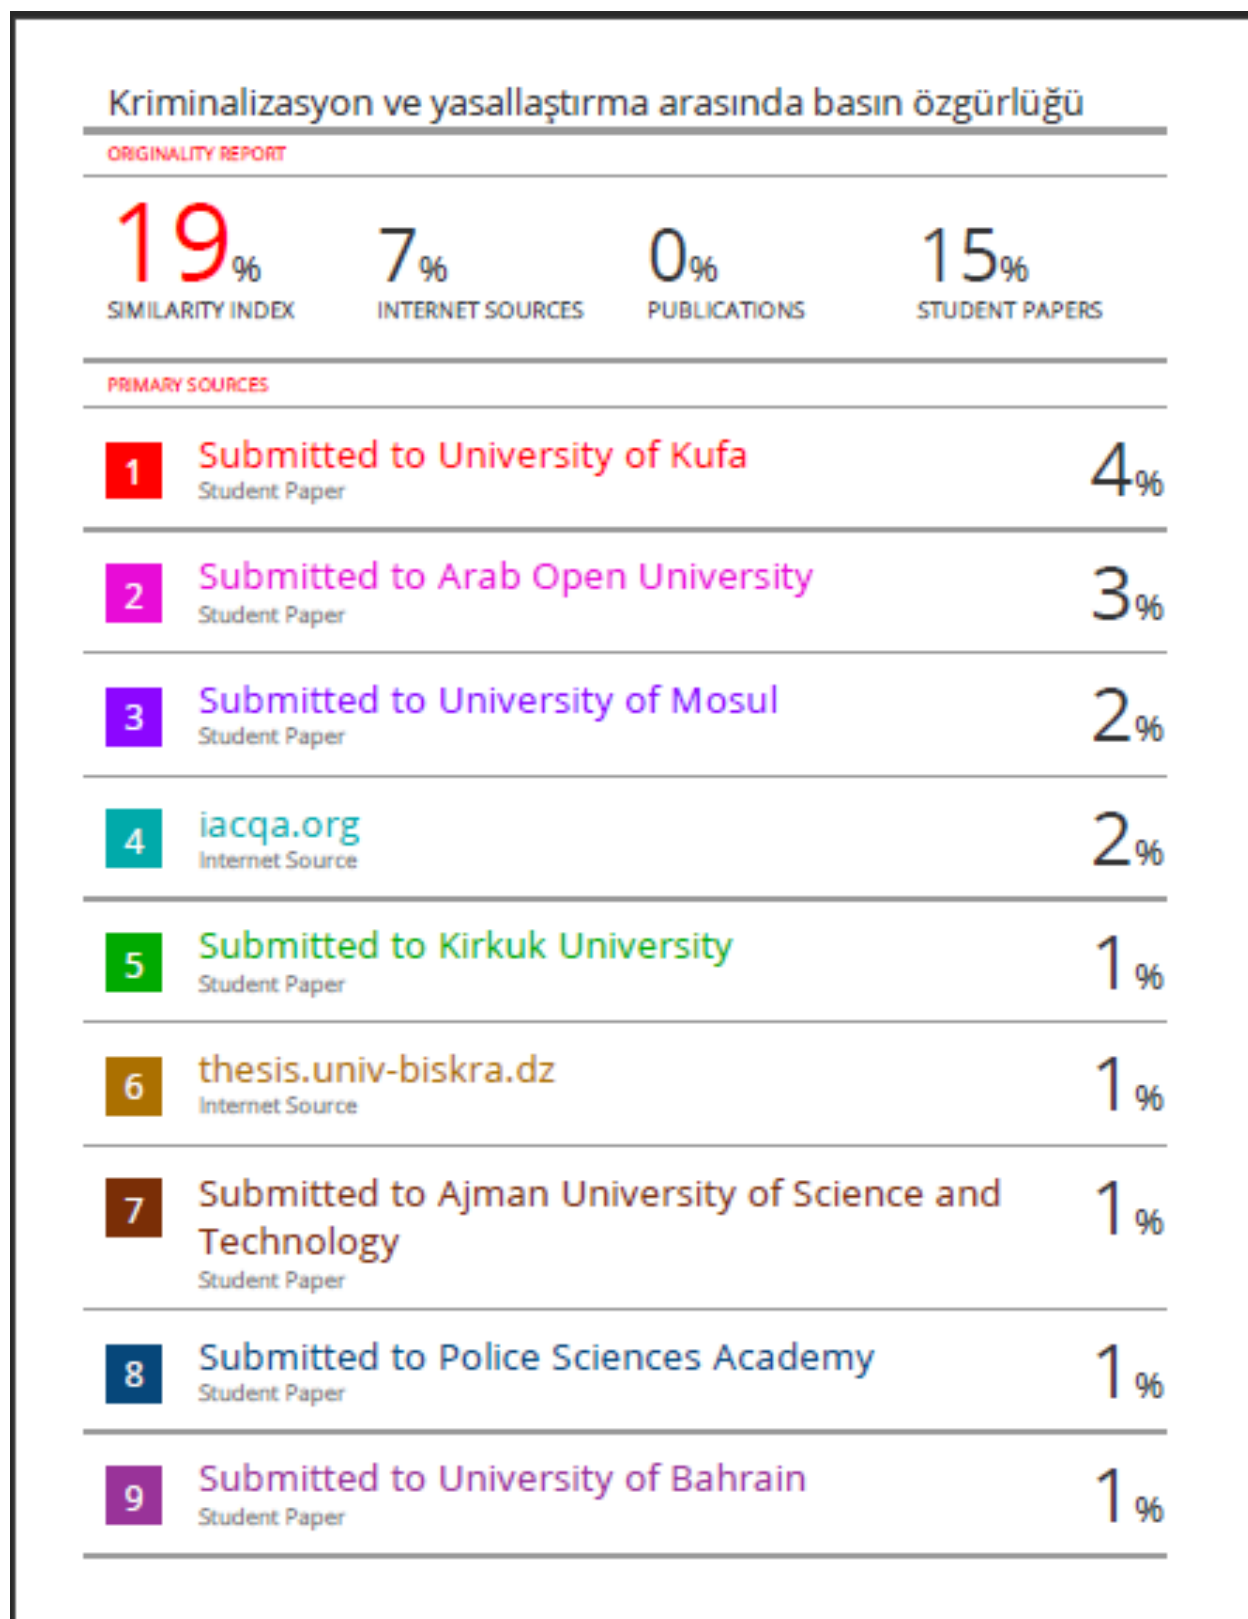 Kriminalizasyon ve yasallaştırma arasında basın özgürlüğü
ORIGINALITY REPORT
19% 7% 0% 15%
SIMILARITY INDEX INTERNET SOURCES PUBLICATIONS STUDENT PAPERS
PRIMARY SOURCES
1 Submitted to University of Kufa 4%
Student Paper
2 Submitted to Arab Open University 3%
Student Paper
3 Submitted to University of Mosul 2%
Student Paper
4 iacqa.org 2%
Internet Source
5 Submitted to Kirkuk University 1%
Student Paper
6 thesis.univ-biskra.dz 1%
Internet Source
7 Submitted to Ajman University of Science and 1%
Technology
Student Paper
8 Submitted to Police Sciences Academy 1%
Student Paper
9 Submitted to University of Bahrain 1%
Student Paper